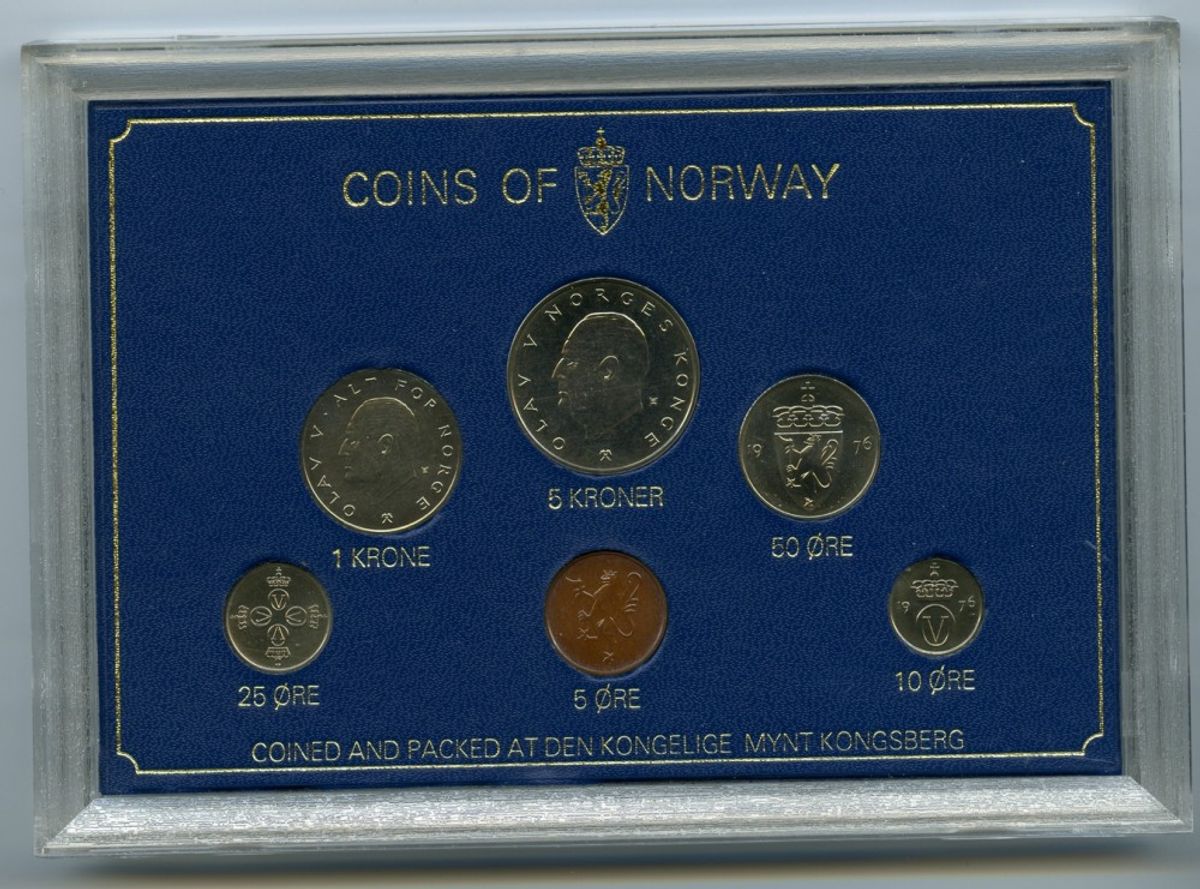 COINS OF NORWAY
OLAV V NORGES KONGE
5 KRONER
OLAV V · ALT FOR NORGE
1 KRONE
19 76
50 ØRE
V V V V
25 ØRE
5 ØRE
19 76
V
10 ØRE
COINED AND PACKED AT DEN KONGELIGE MYNT KONGSBERG